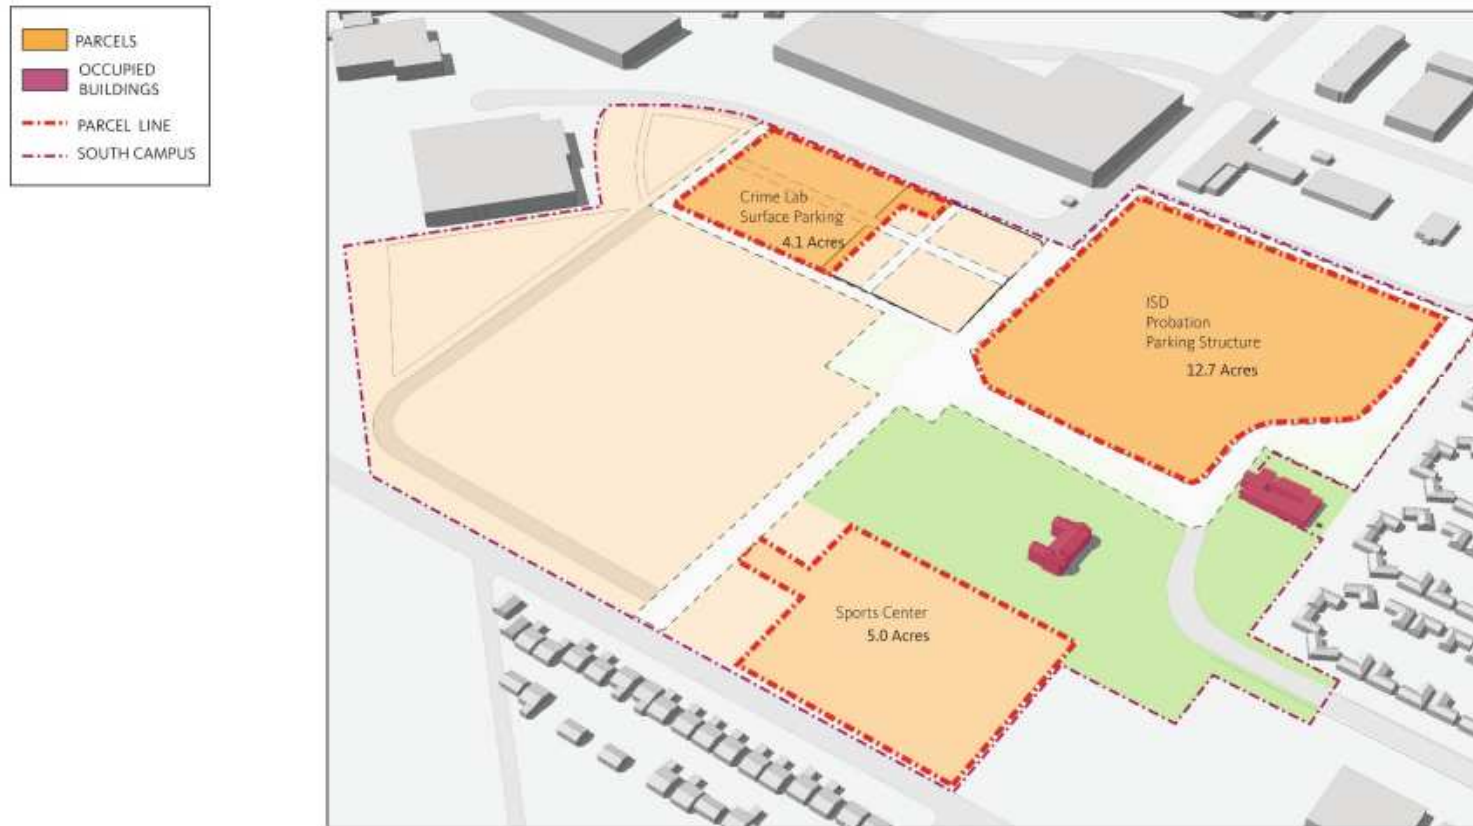 PARCELS
OCCUPIED
BUILDINGS
PARCEL LINE
SOUTH CAMPUS
Crime Lab
Surface Parking
4.1 Acres
ISD
Probation
Parking Structure
12.7 Acres
Sports Center
5.0 Acres